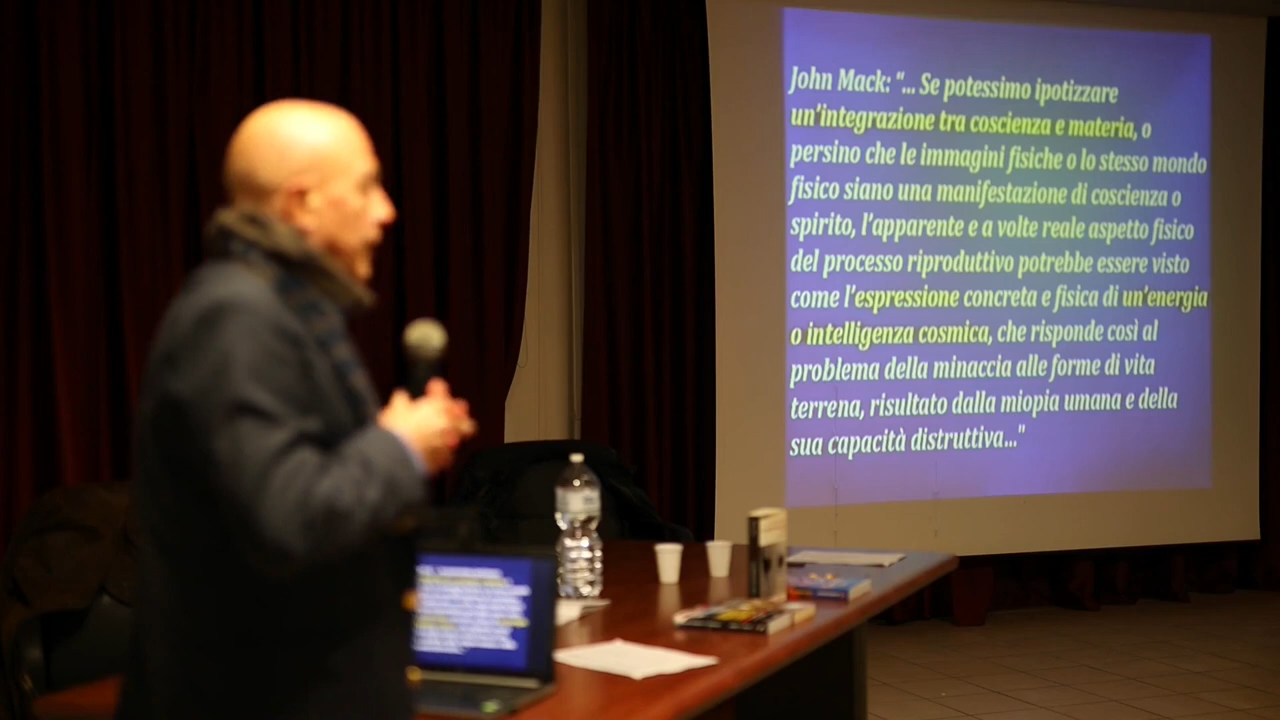 John Mack: "... Se potessimo ipotizzare
un'integrazione tra coscienza e materia, o
persino che le immagini fisiche o lo stesso mondo
fisico siano una manifestazione di coscienza o
spirito, l'apparente e a volte reale aspetto fisico
del processo riproduttivo potrebbe essere visto
come l'espressione concreta e fisica di un'energia
o intelligenza cosmica, che risponde così al
problema della minaccia alle forme di vita
terrena, risultato dalla miopia umana e della
sua capacità distruttiva..."